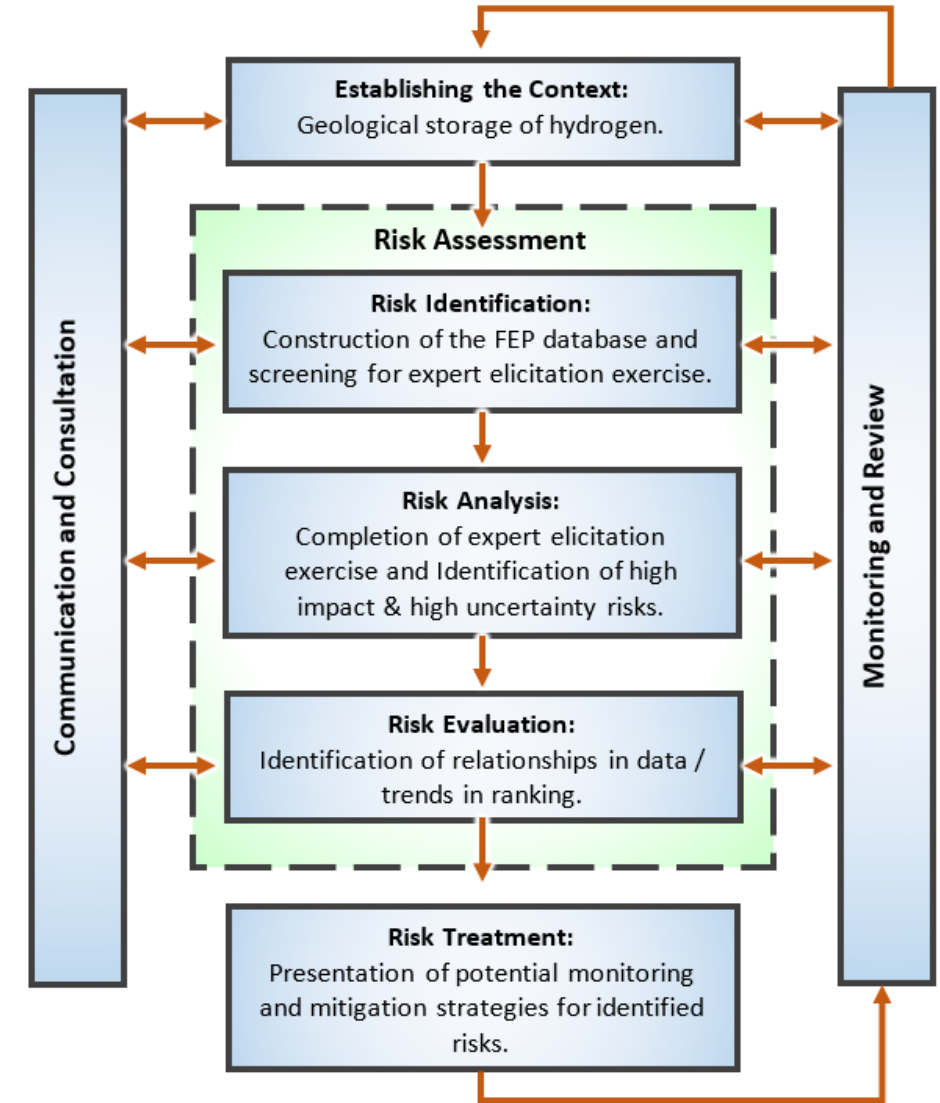 Establishing the Context:
Geological storage of hydrogen.
Communication and Consultation
Monitoring and Review
Risk Assessment
Risk Identification:
Construction of the FEP database and
screening for expert elicitation exercise.
Risk Analysis:
Completion of expert elicitation
exercise and Identification of high
impact & high uncertainty risks.
Risk Evaluation:
Identification of relationships in data /
trends in ranking.
Risk Treatment:
Presentation of potential monitoring
and mitigation strategies for identified
risks.